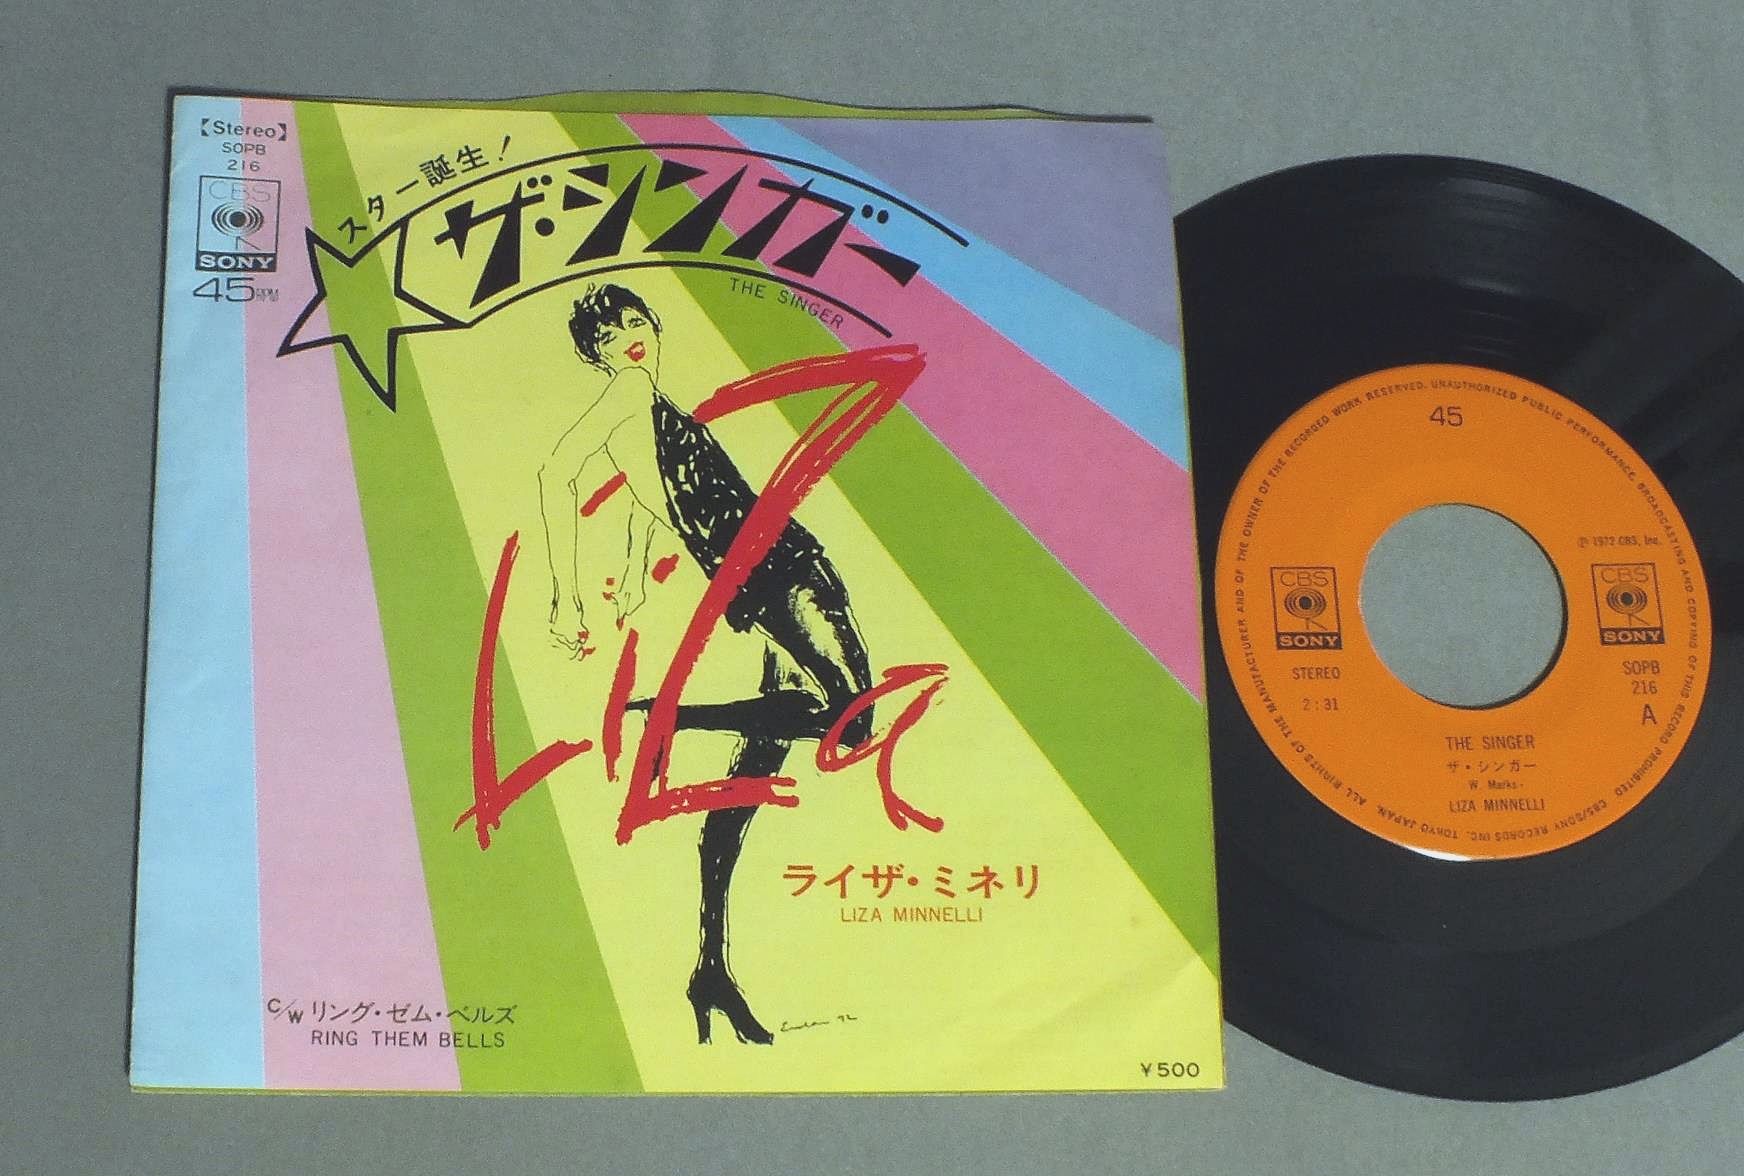 【Stereo】
SOPB
216
CBS
SONY
45RPM
スター誕生!
ザ・シンガー
THE SINGER
Liza
ライザ・ミネリ
LIZA MINNELLI
C/W リング・ゼム・ベルズ
RING THEM BELLS
¥500
ALL RIGHTS OF THE MANUFACTURER AND OF THE OWNER OF THE RECORDED WORK RESERVED. UNAUTHORIZED PUBLIC PERFORMANCE, BROADCASTING AND COPYING OF THIS RECORD PROHIBITED
CBS/SONY RECORDS INC. TOKYO JAPAN.
45
℗ 1972 CBS, Inc.
CBS
SONY
STEREO
2:31
CBS
SONY
SOPB
216
A
THE SINGER
ザ・シンガー
W. Marks
LIZA MINNELLI